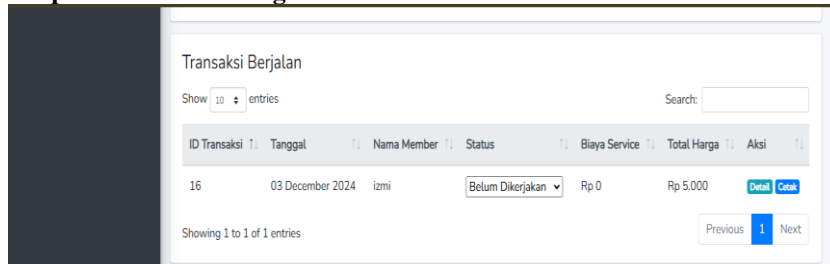 Transaksi Berjalan
Show 10 entries
Search:
ID Transaksi Tanggal Nama Member Status Biaya Service Total Harga Aksi
16 03 December 2024 izmi Belum Dikerjakan Rp 0 Rp 5.000 Detail Cetak
Showing 1 to 1 of 1 entries
Previous 1 Next